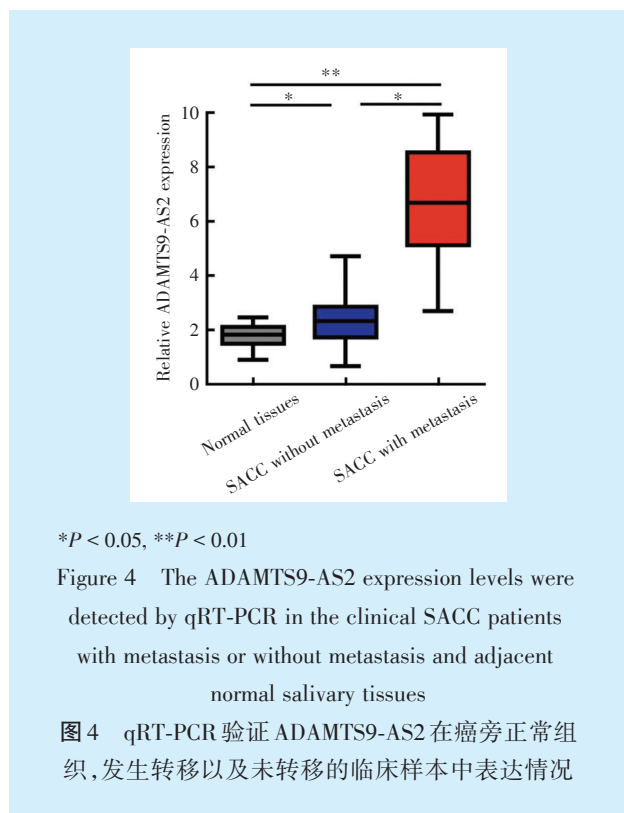 **
* *
10
8
6
4
2
0
Relative ADAMTS9-AS2 expression
Normal tissues
SACC without metastasis
SACC with metastasis
*P < 0.05, **P < 0.01
Figure 4 The ADAMTS9-AS2 expression levels were
detected by qRT-PCR in the clinical SACC patients
with metastasis or without metastasis and adjacent
normal salivary tissues
图4 qRT-PCR验证ADAMTS9-AS2在癌旁正常组
织,发生转移以及未转移的临床样本中表达情况